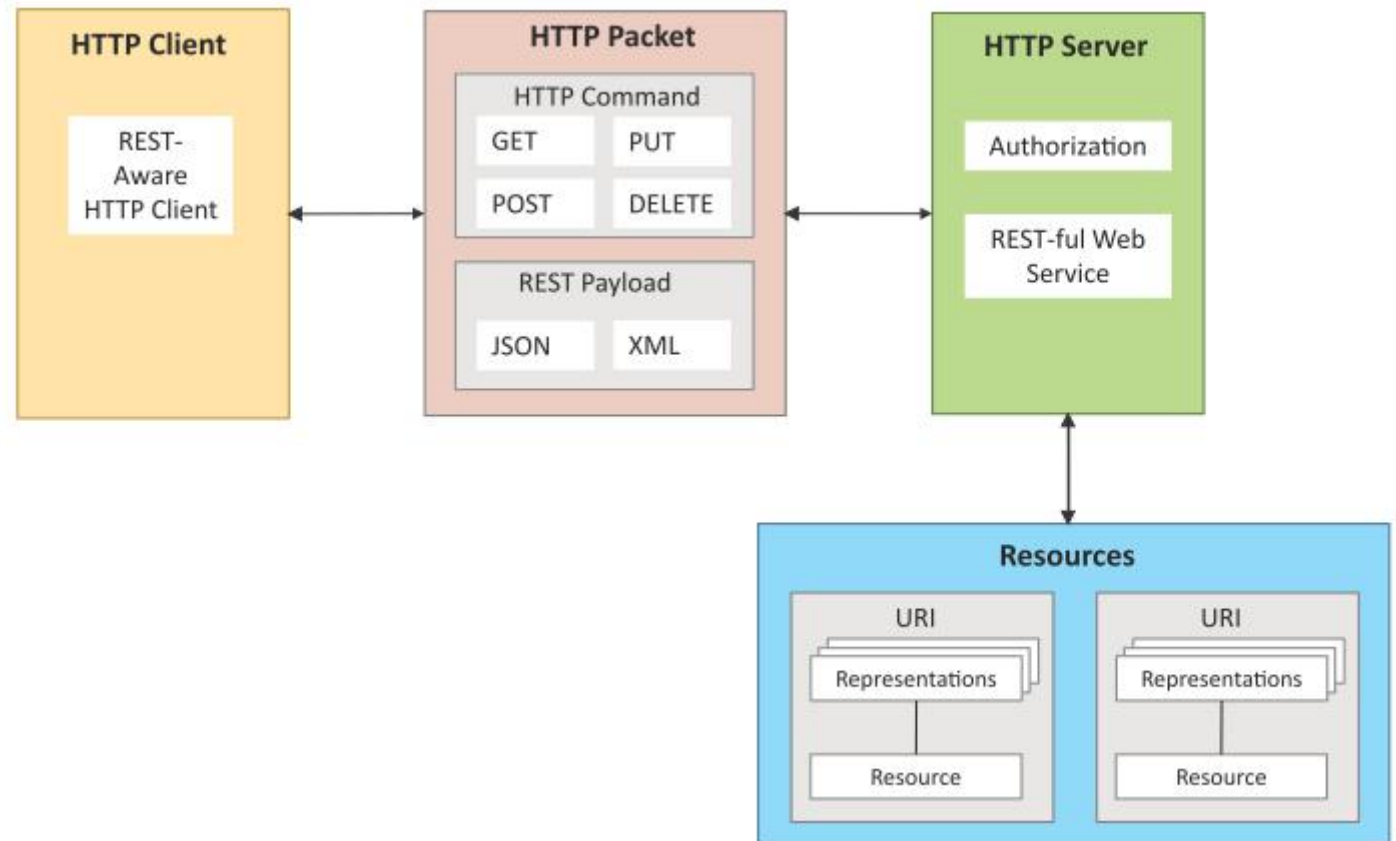 HTTP Client
REST-
Aware
HTTP Client
HTTP Packet
HTTP Command
GET
PUT
POST
DELETE
REST Payload
JSON
XML
HTTP Server
Authorization
REST-ful Web
Service
Resources
URI
Representations
Resource
URI
Representations
Resource